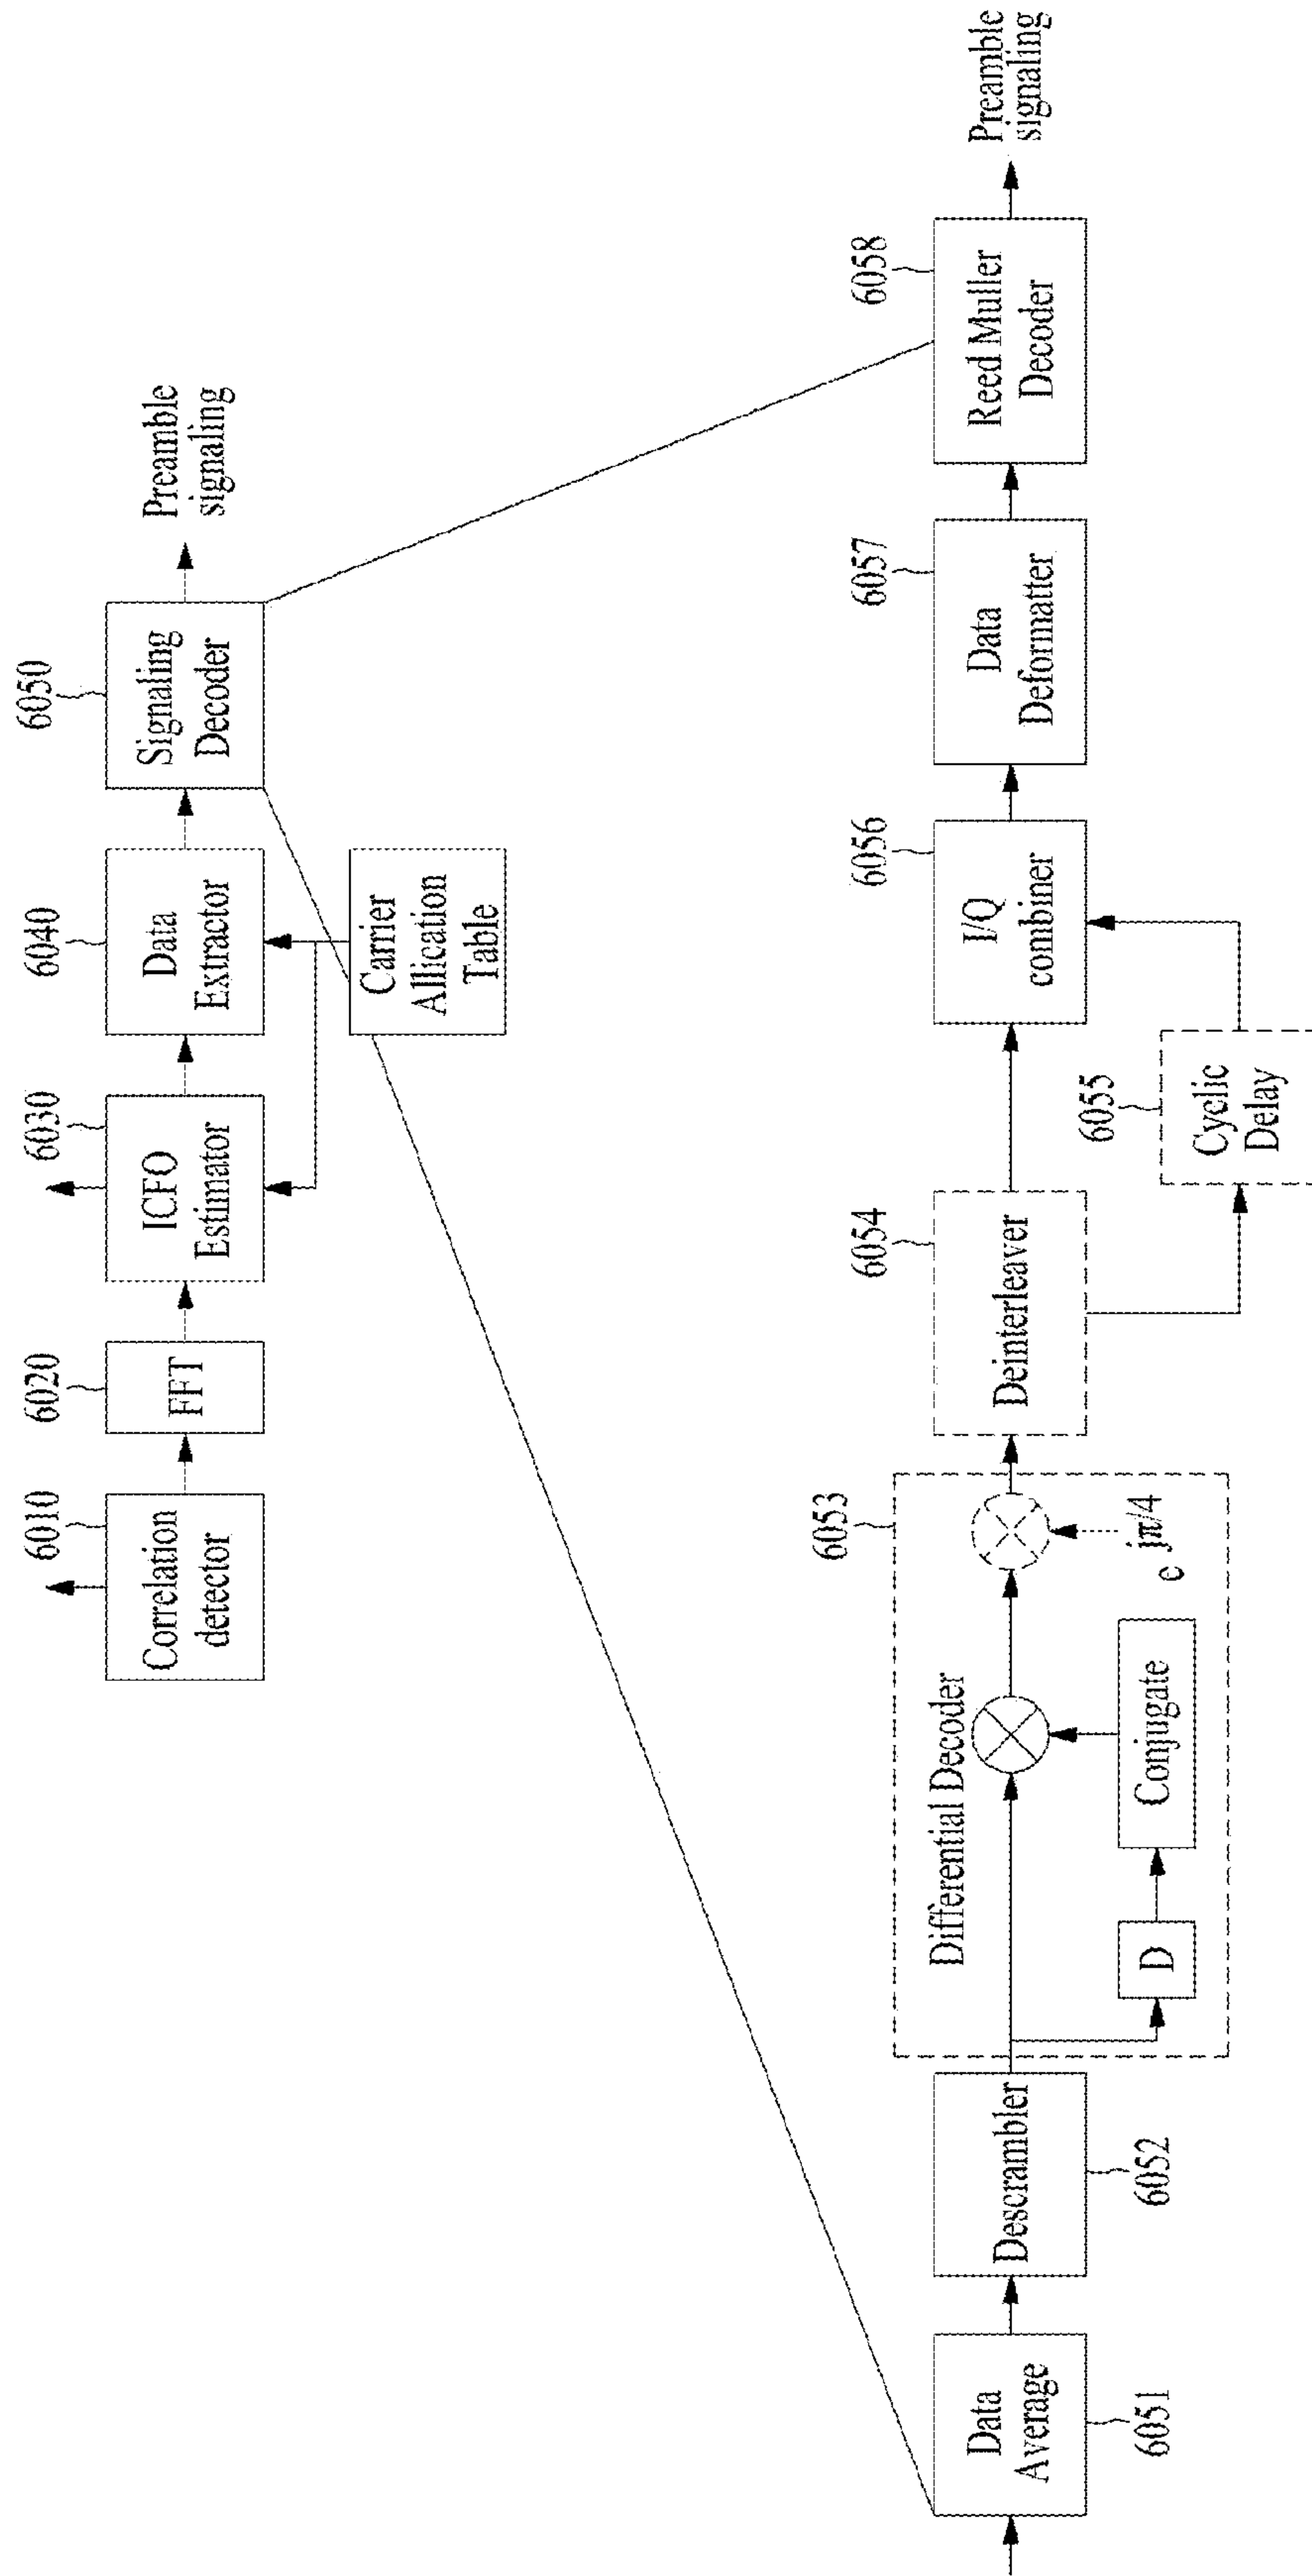 6010
Correlation
detector
6020
FFT
6030
ICFO
Estimator
6040
Data
Extractor
Carrier
Allication
Table
6050
Signaling
Decoder
Preamble
signaling
Data
Average
6051
Descrambler
6052
Differential Decoder
6053
D
Conjugate
e jπ/4
6054
Deinterleaver
6055
Cyclic
Delay
6056
I/Q
combiner
6057
Data
Deformatter
6058
Reed Muller
Decoder
Preamble
signaling